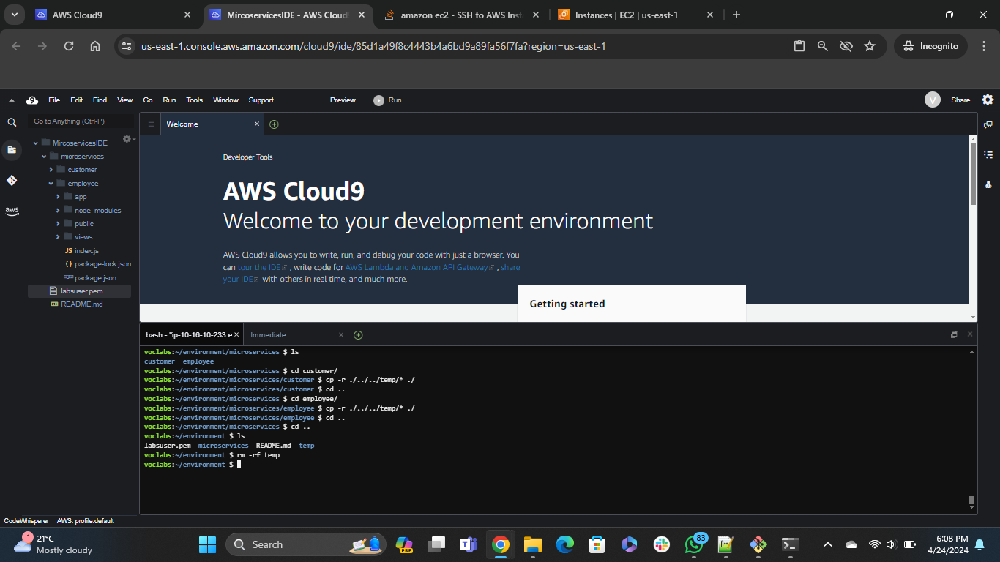 AWS Cloud9
MircoservicesIDE - AWS Cloud
amazon ec2 - SSH to AWS Inst
Instances | EC2 | us-east-1
us-east-1.console.aws.amazon.com/cloud9/ide/85d1a49f8c4443b4a6bd9a89fa56f7fa?region=us-east-1
Incognito
9 File Edit Find View Go Run Tools Window Support Preview Run
V Share
Go to Anything (Ctrl-P)
Welcome
MircoservicesIDE
microservices
customer
employee
app
node_modules
public
views
JS index.js
{ } package-lock.json
package.json
labsuser.pem
README.md
aws
Developer Tools
AWS Cloud9
Welcome to your development environment
AWS Cloud9 allows you to write, run, and debug your code with just a browser. You
can tour the IDE , write code for AWS Lambda and Amazon API Gateway , share
your IDE with others in real time, and much more.
Getting started
bash - "ip-10-16-10-233.e
Immediate
voclabs:~/environment/microservices $ ls
customer employee
voclabs:~/environment/microservices $ cd customer/
voclabs:~/environment/microservices/customer $ cp -r ./../../temp/* ./
voclabs:~/environment/microservices/customer $ cd ..
voclabs:~/environment/microservices $ cd employee/
voclabs:~/environment/microservices/employee $ cp -r ./../../temp/* ./
voclabs:~/environment/microservices/employee $ cd ..
voclabs:~/environment/microservices $ cd ..
voclabs:~/environment $ ls
labsuser.pem microservices README.md temp
voclabs:~/environment $ rm -rf temp
voclabs:~/environment $
CodeWhisperer AWS: profile:default
1
21°C
Mostly cloudy
Search
PRE
83
6:08 PM
4/24/2024